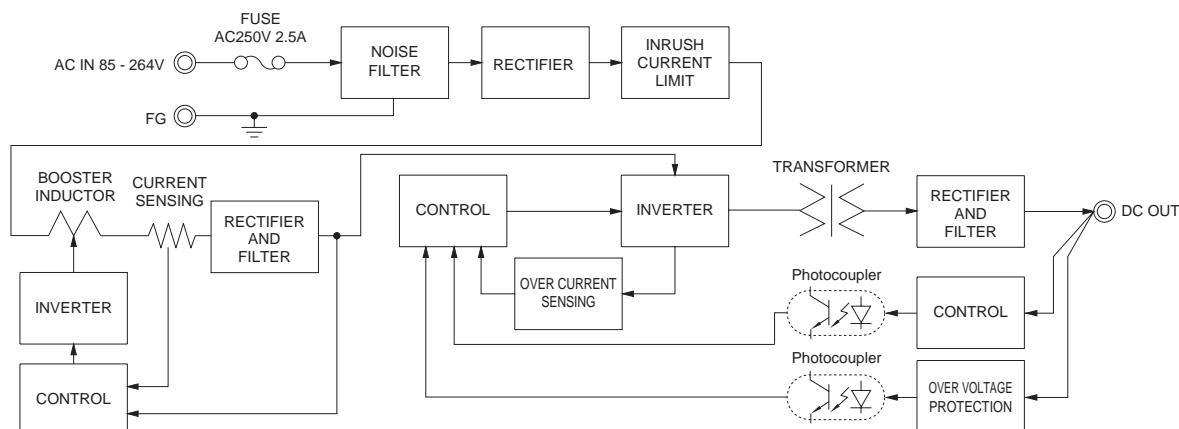 FUSE
AC250V 2.5A
AC IN 85 - 264V
NOISE
FILTER
RECTIFIER
INRUSH
CURRENT
LIMIT
FG
BOOSTER
INDUCTOR
CURRENT
SENSING
RECTIFIER
AND
FILTER
CONTROL
INVERTER
TRANSFORMER
RECTIFIER
AND
FILTER
DC OUT
OVER CURRENT
SENSING
INVERTER
CONTROL
Photocoupler
CONTROL
Photocoupler
OVER VOLTAGE
PROTECTION